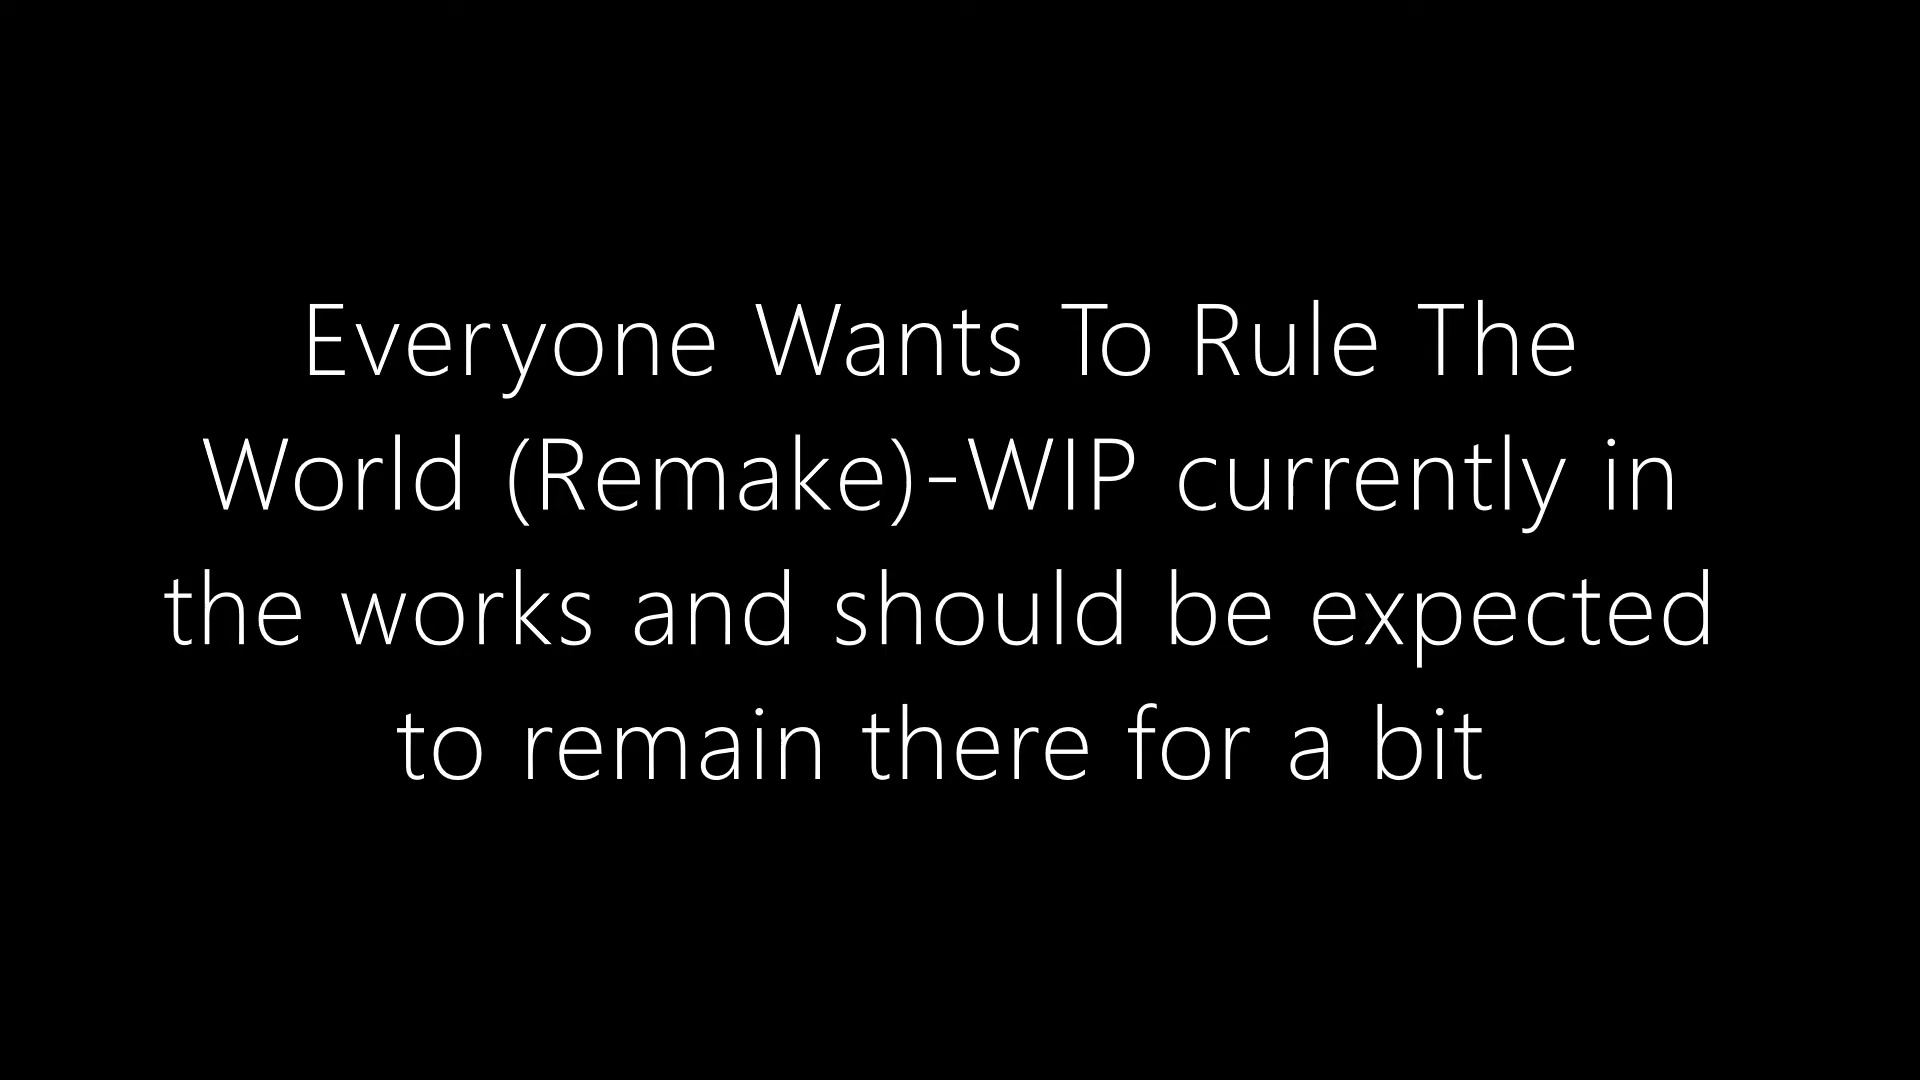 Everyone Wants To Rule The
World (Remake)-WIP currently in
the works and should be expected
to remain there for a bit